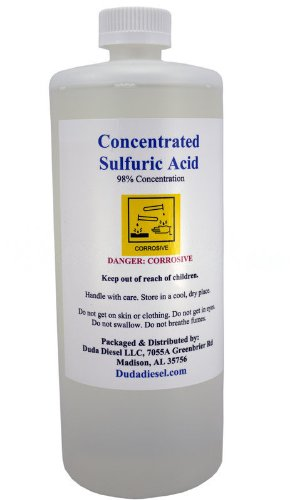 Concentrated
Sulfuric Acid
98% Concentration
CORROSIVE
DANGER: CORROSIVE
Keep out of reach of children.
Handle with care. Store in a cool, dry place.
Do not get on skin or clothing. Do not get in eyes.
Do not swallow. Do not breathe fumes.
Packaged & Distributed by:
Duda Diesel LLC, 7055A Greenbrier Rd
Madison, AL 35756
Dudadiesel.com